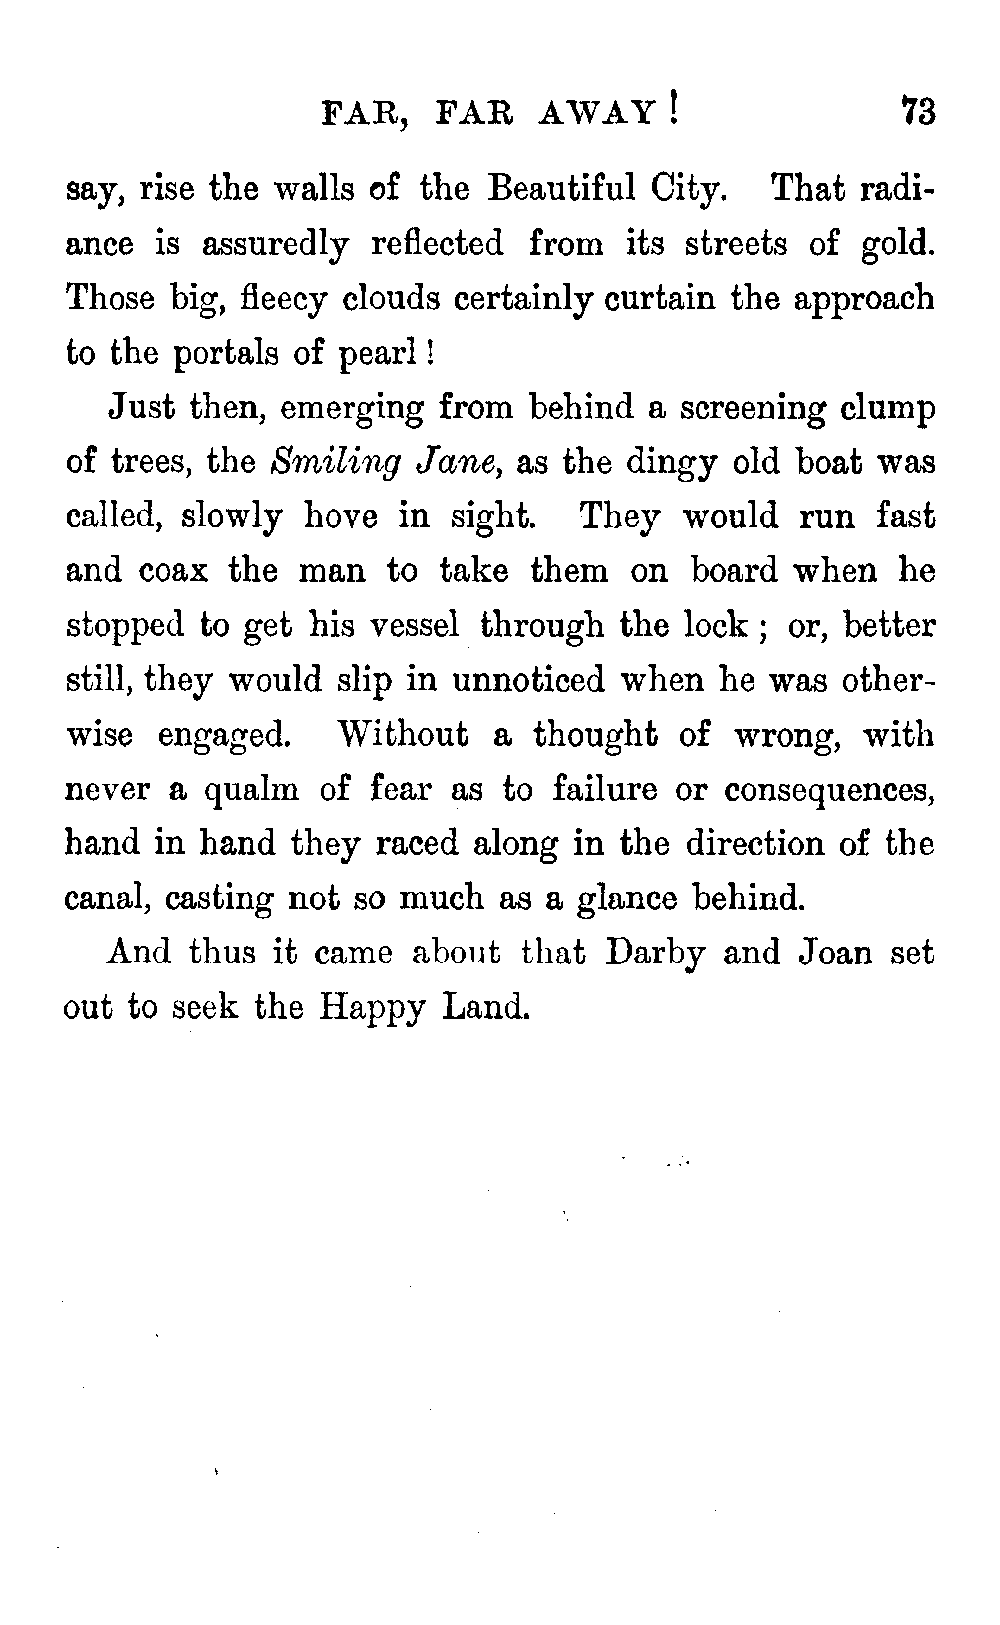 FAR, FAR AWAY! 73
say, rise the walls of the Beautiful City. That radi-
ance is assuredly reflected from its streets of gold.
Those big, fleecy clouds certainly curtain the approach
to the portals of pearl!
Just then, emerging from behind a screening clump
of trees, the Smiling Jane, as the dingy old boat was
called, slowly hove in sight. They would run fast
and coax the man to take them on board when he
stopped to get his vessel through the lock; or, better
still, they would slip in unnoticed when he was other-
wise engaged. Without a thought of wrong, with
never a qualm of fear as to failure or consequences,
hand in hand they raced along in the direction of the
canal, casting not so much as a glance behind.
And thus it came about that Darby and Joan set
out to seek the Happy Land.